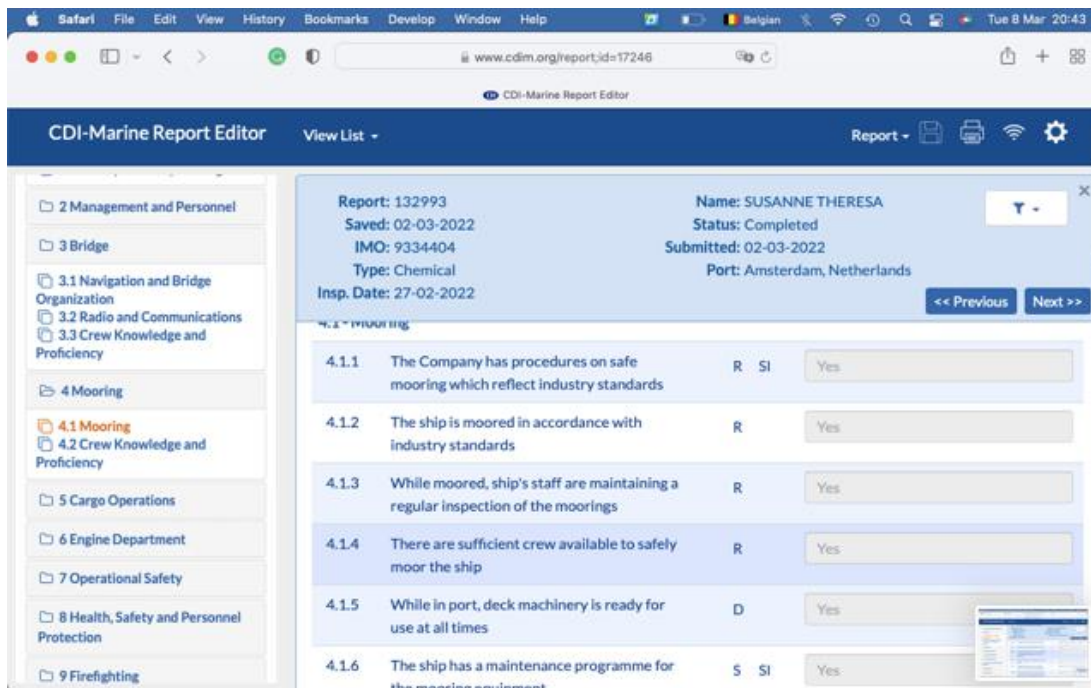 Safari File Edit View History Bookmarks Develop Window Help Belgian Tue 8 Mar 20:43
www.cdim.org/report;id=17246
CDI-Marine Report Editor
CDI-Marine Report Editor View List Report
2 Management and Personnel
3 Bridge
3.1 Navigation and Bridge
Organization
3.2 Radio and Communications
3.3 Crew Knowledge and
Proficiency
4 Mooring
4.1 Mooring
4.2 Crew Knowledge and
Proficiency
5 Cargo Operations
6 Engine Department
7 Operational Safety
8 Health, Safety and Personnel
Protection
9 Firefighting
Report: 132993 Name: SUSANNE THERESA
Saved: 02-03-2022 Status: Completed
IMO: 9334404 Submitted: 02-03-2022
Type: Chemical Port: Amsterdam, Netherlands
Insp. Date: 27-02-2022
<< Previous Next >>
4.1 - Mooring
4.1.1 The Company has procedures on safe
mooring which reflect industry standards R SI Yes
4.1.2 The ship is moored in accordance with
industry standards R Yes
4.1.3 While moored, ship's staff are maintaining a
regular inspection of the moorings R Yes
4.1.4 There are sufficient crew available to safely
moor the ship R Yes
4.1.5 While in port, deck machinery is ready for
use at all times D Yes
4.1.6 The ship has a maintenance programme for
the mooring equipment S SI Yes